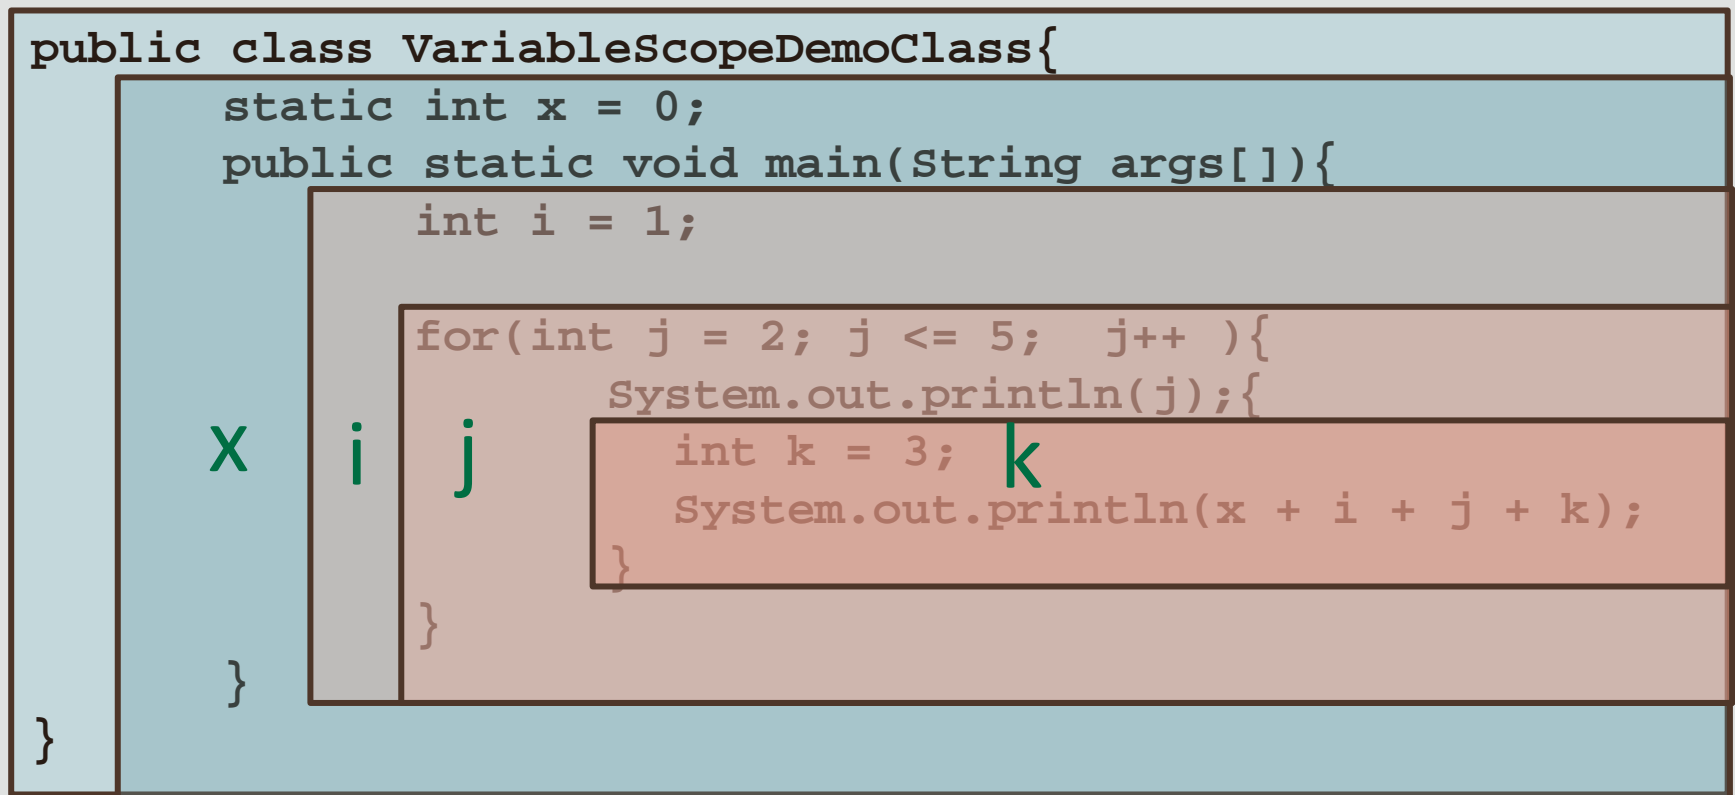 public class VariableScopeDemoClass{
static int x = 0;
public static void main(String args[]){
int i = 1;
for(int j = 2; j <= 5;  j++ ){
System.out.println(j);{
x i j int k = 3; k
System.out.println(x + i + j + k);
}
}
}
}